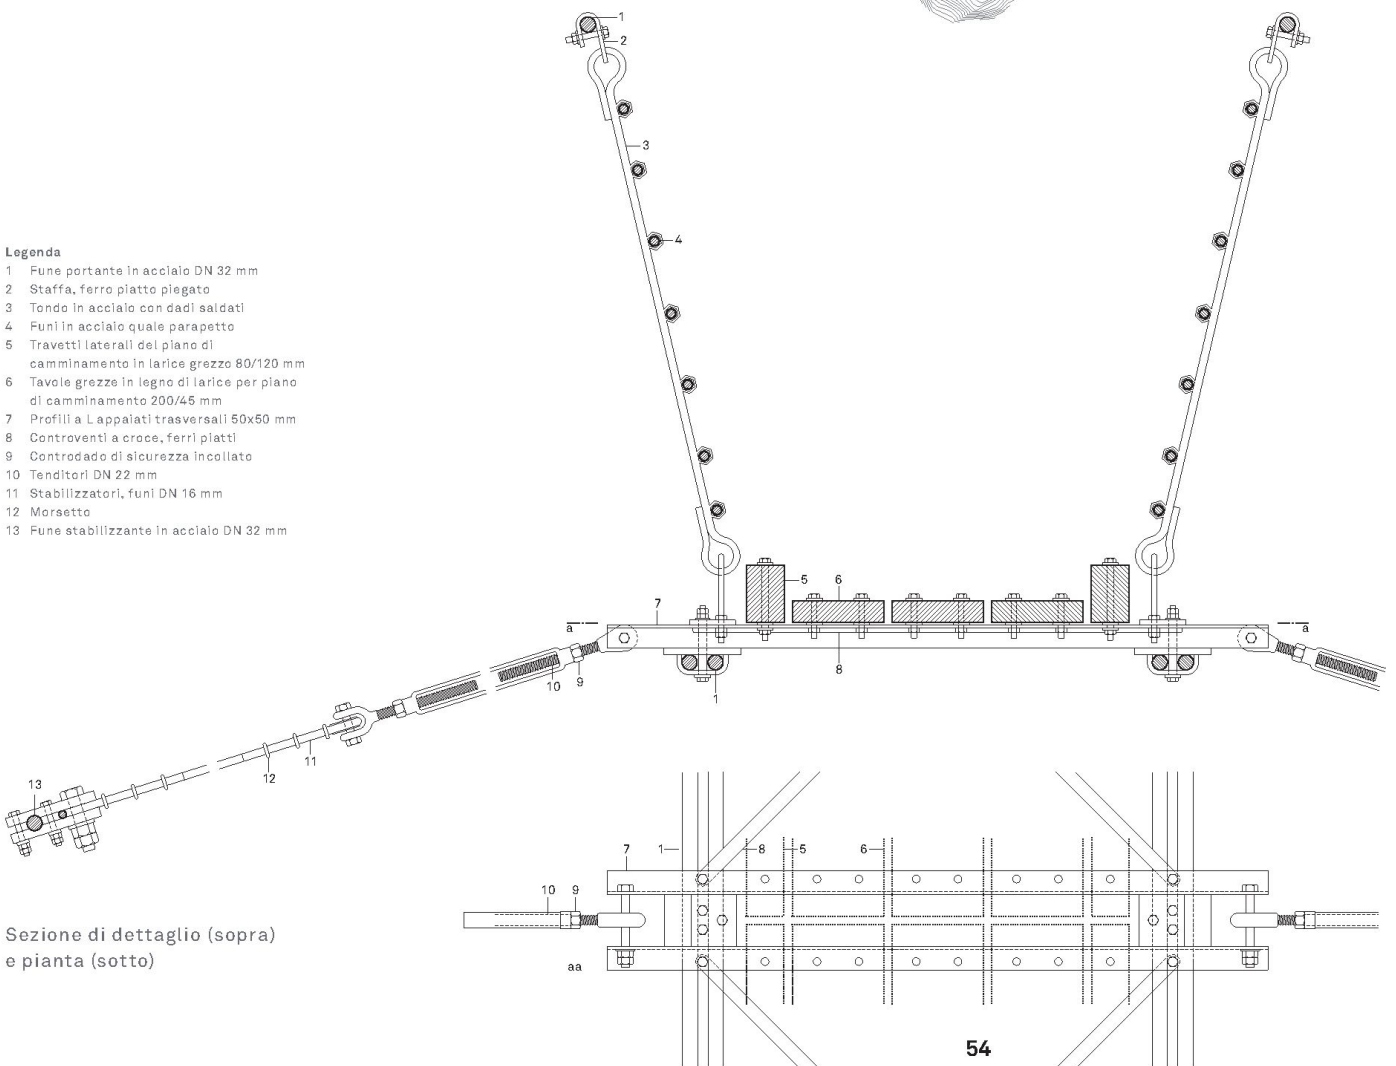 1
2
3
4
Legenda
1 Fune portante in acciaio DN 32 mm
2 Staffa, ferro piatto piegato
3 Tondo in acciaio con dadi saldati
4 Funi in acciaio quale parapetto
5 Travetti laterali del piano di
camminamento in larice grezzo 80/120 mm
6 Tavole grezze in legno di larice per piano
di camminamento 200/45 mm
7 Profili a L appaiati trasversali 50x50 mm
8 Controventi a croce, ferri piatti
9 Controdado di sicurezza incollato
10 Tenditori DN 22 mm
11 Stabilizzatori, funi DN 16 mm
12 Morsetto
13 Fune stabilizzante in acciaio DN 32 mm
5 6
7
a a
8
10 9
1
11
12
13
7 1 8 5 6
10 9
Sezione di dettaglio (sopra)
e pianta (sotto)
aa
54